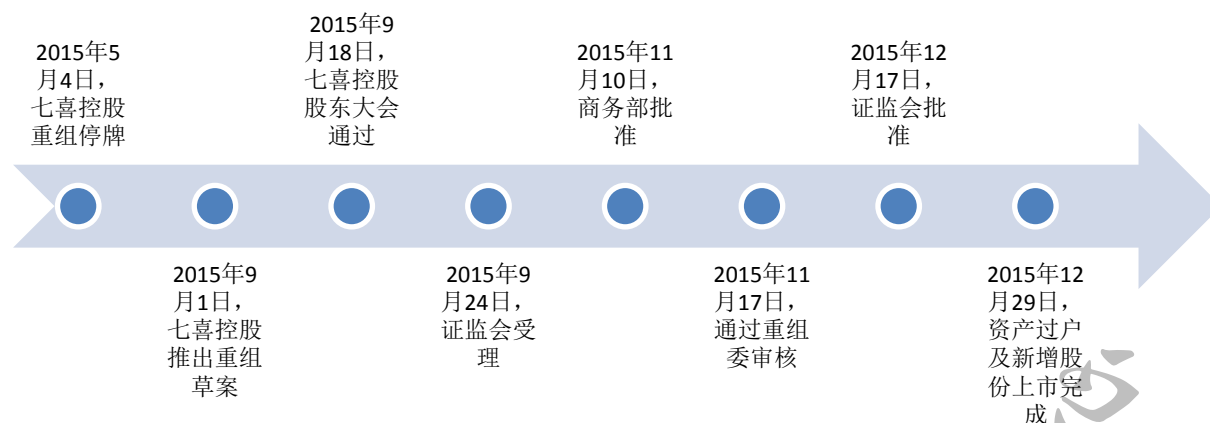 2015年5
月4日，
七喜控股
重组停牌
2015年9
月1日，
七喜控股
推出重组
草案
2015年9
月18日，
七喜控股
股东大会
通过
2015年9
月24日，
证监会受
理
2015年11
月10日，
商务部批
准
2015年11
月17日，
通过重组
委审核
2015年12
月17日，
证监会批
准
2015年12
月29日，
资产过户
及新增股
份上市完
成